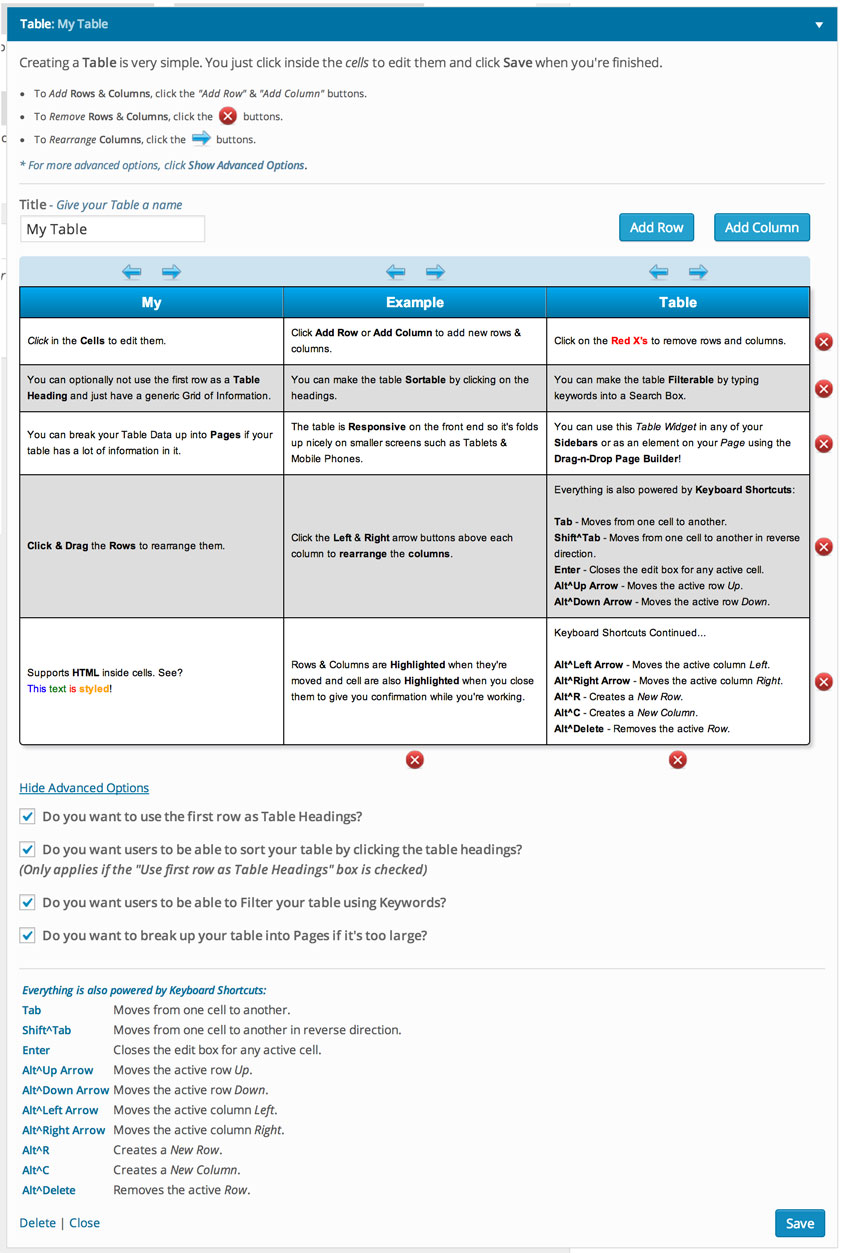 Table: My Table
Creating a Table is very simple. You just click inside the cells to edit them and click Save when you're finished.
• To Add Rows & Columns, click the "Add Row" & "Add Column" buttons.
• To Remove Rows & Columns, click the buttons.
• To Rearrange Columns, click the buttons.
* For more advanced options, click Show Advanced Options.
Title - Give your Table a name
My Table
Add Row
Add Column
My
Example
Table
Click in the Cells to edit them.
Click Add Row or Add Column to add new rows &
columns.
Click on the Red X's to remove rows and columns.
You can optionally not use the first row as a Table
Heading and just have a generic Grid of Information.
You can make the table Sortable by clicking on the
headings.
You can make the table Filterable by typing
keywords into a Search Box.
You can break your Table Data up into Pages if your
table has a lot of information in it.
The table is Responsive on the front end so it's folds
up nicely on smaller screens such as Tablets &
Mobile Phones.
You can use this Table Widget in any of your
Sidebars or as an element on your Page using the
Drag-n-Drop Page Builder!
Click & Drag the Rows to rearrange them.
Click the Left & Right arrow buttons above each
column to rearrange the columns.
Everything is also powered by Keyboard Shortcuts:
Tab - Moves from one cell to another.
Shift^Tab - Moves from one cell to another in reverse
direction.
Enter - Closes the edit box for any active cell.
Alt^Up Arrow - Moves the active row Up.
Alt^Down Arrow - Moves the active row Down.
Supports HTML inside cells. See?
This text is styled!
Rows & Columns are Highlighted when they're
moved and cell are also Highlighted when you close
them to give you confirmation while you're working.
Keyboard Shortcuts Continued...
Alt^Left Arrow - Moves the active column Left.
Alt^Right Arrow - Moves the active column Right.
Alt^R - Creates a New Row.
Alt^C - Creates a New Column.
Alt^Delete - Removes the active Row.
Hide Advanced Options
Do you want to use the first row as Table Headings?
Do you want users to be able to sort your table by clicking the table headings?
(Only applies if the "Use first row as Table Headings" box is checked)
Do you want users to be able to Filter your table using Keywords?
Do you want to break up your table into Pages if it's too large?
Everything is also powered by Keyboard Shortcuts:
Tab Moves from one cell to another.
Shift^Tab Moves from one cell to another in reverse direction.
Enter Closes the edit box for any active cell.
Alt^Up Arrow Moves the active row Up.
Alt^Down Arrow Moves the active row Down.
Alt^Left Arrow Moves the active column Left.
Alt^Right Arrow Moves the active column Right.
Alt^R Creates a New Row.
Alt^C Creates a New Column.
Alt^Delete Removes the active Row.
Delete | Close
Save